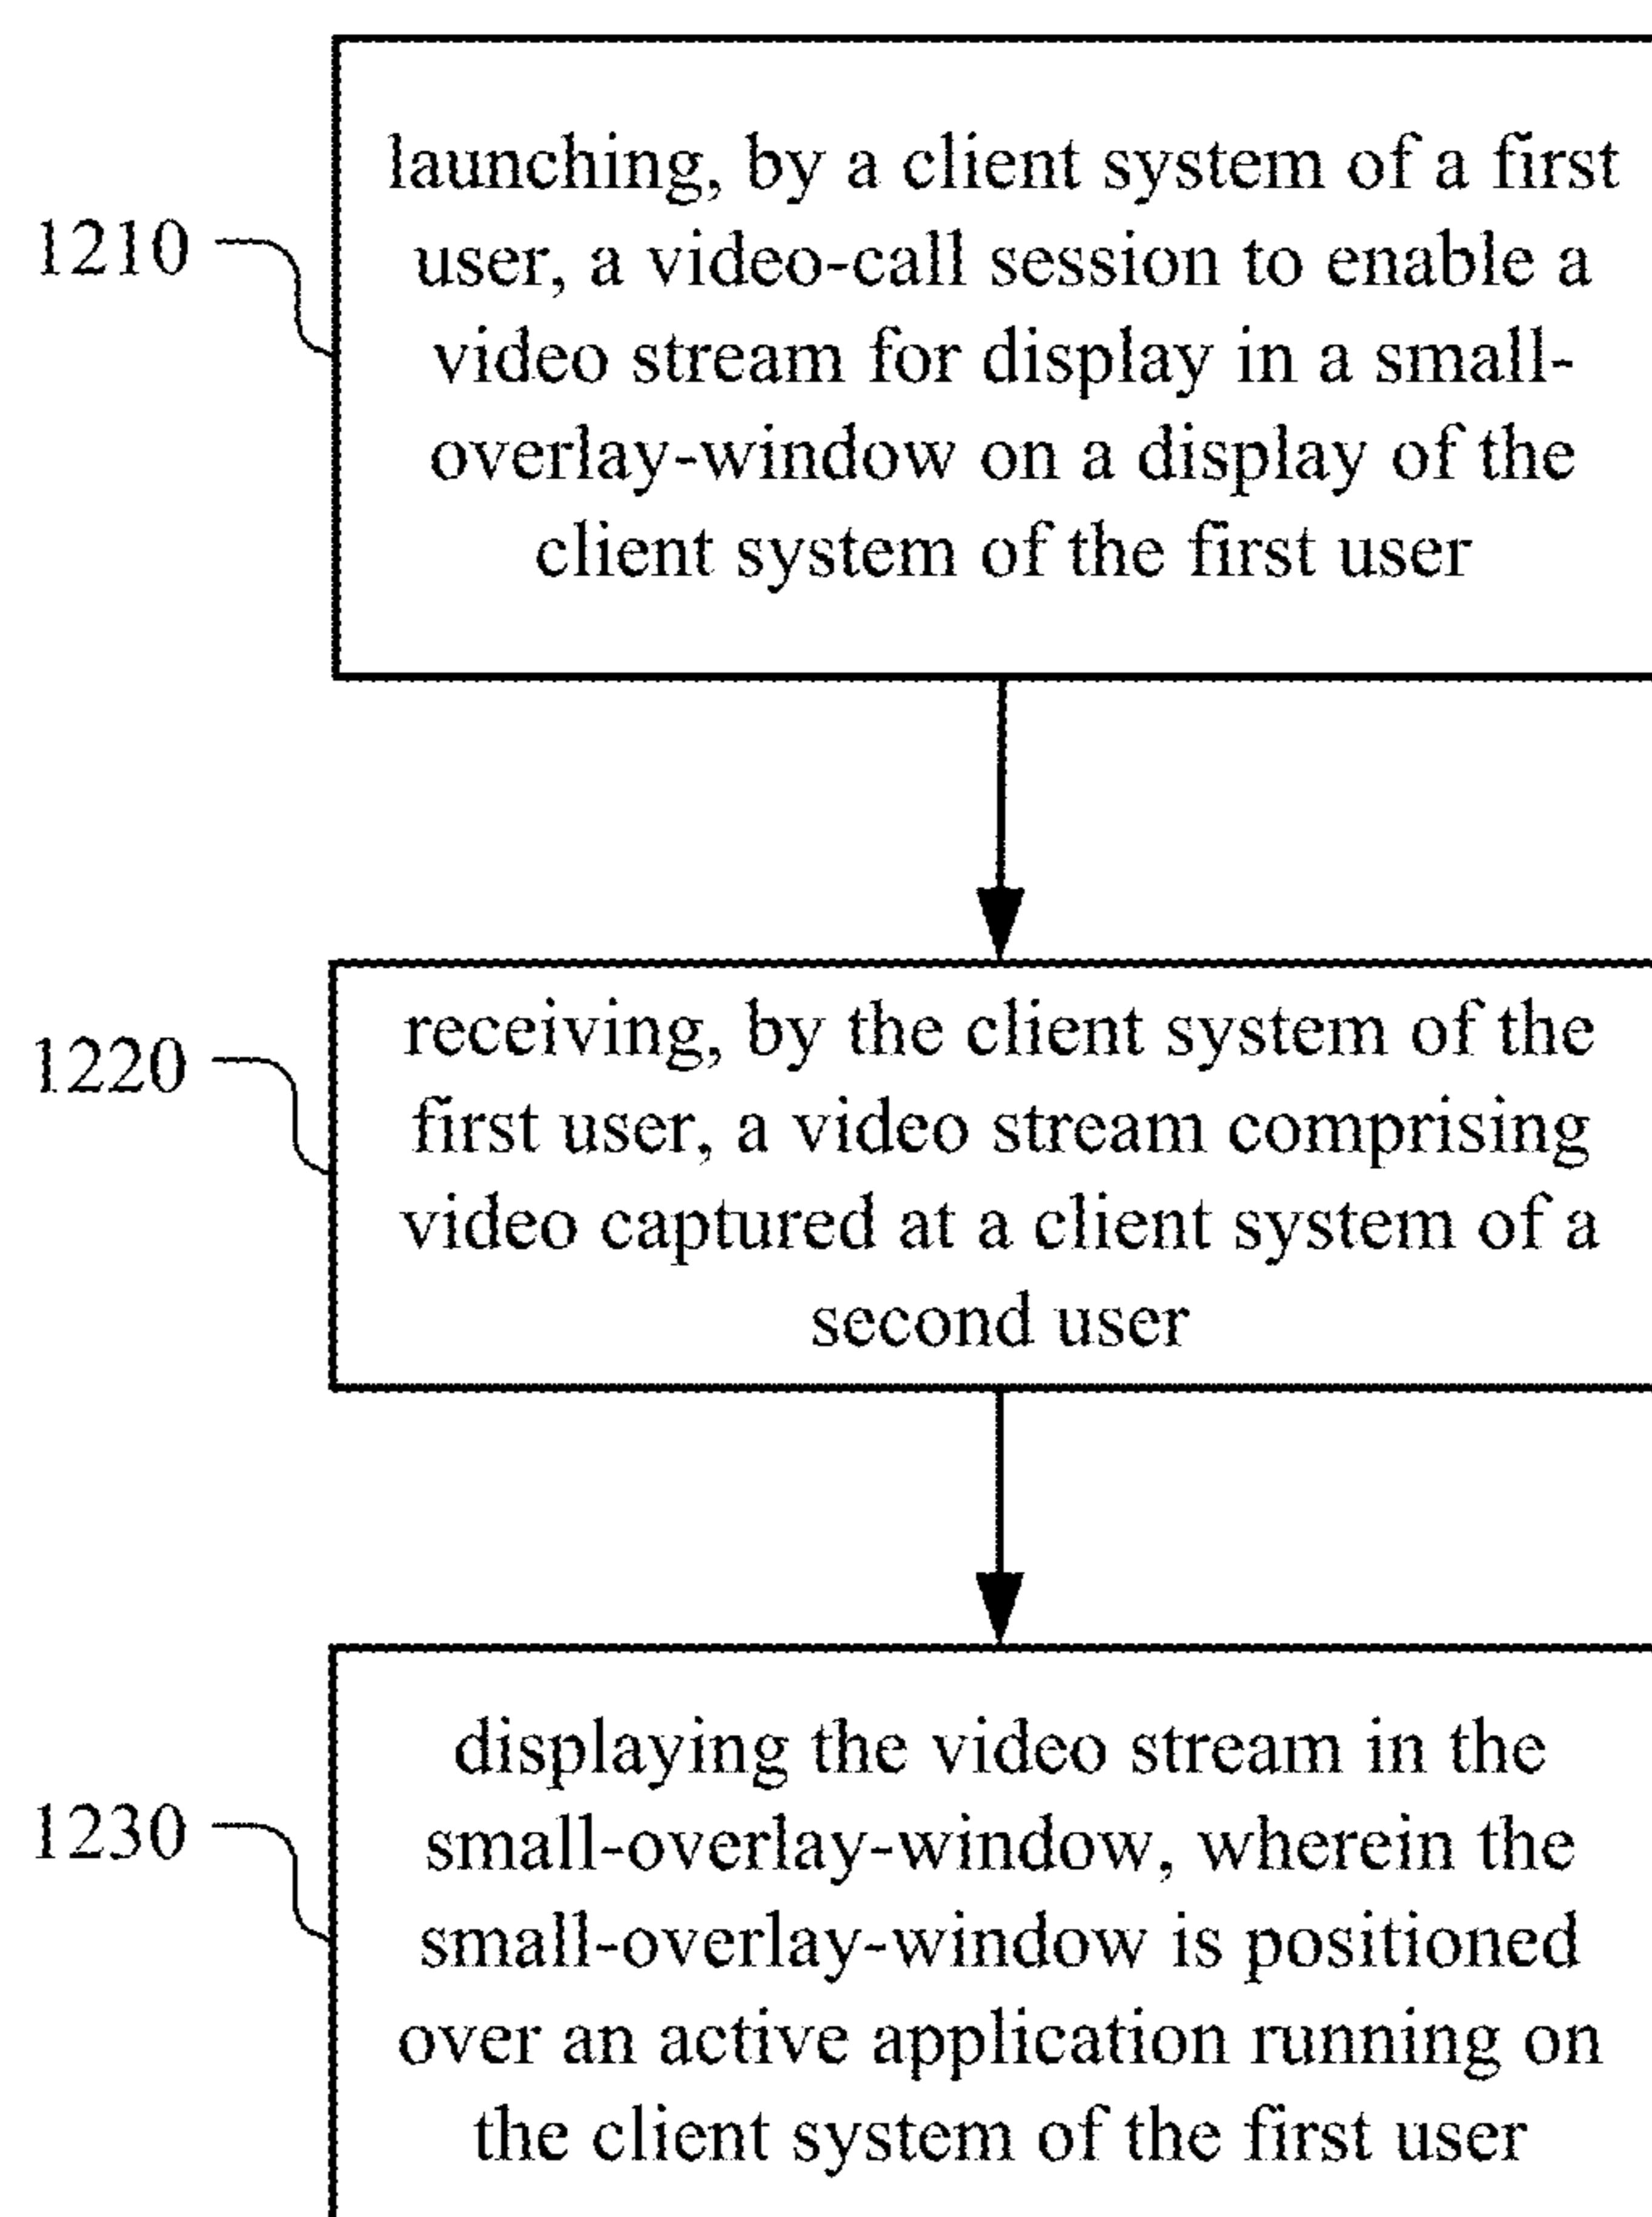 launching, by a client system of a first
1210
user, a video-call session to enable a
video stream for display in a small-
overlay-window on a display of the
client system of the first user
receiving, by the client system of the
1220
first user, a video stream comprising
video captured at a client system of a
second user
displaying the video stream in the
1230
small-overlay-window, wherein the
small-overlay-window is positioned
over an active application running on
the client system of the first user